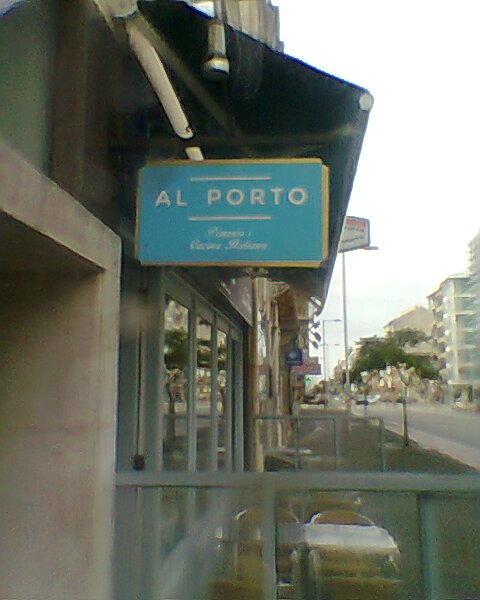 AL PORTO
Pizzeria i
Cucina Italiana